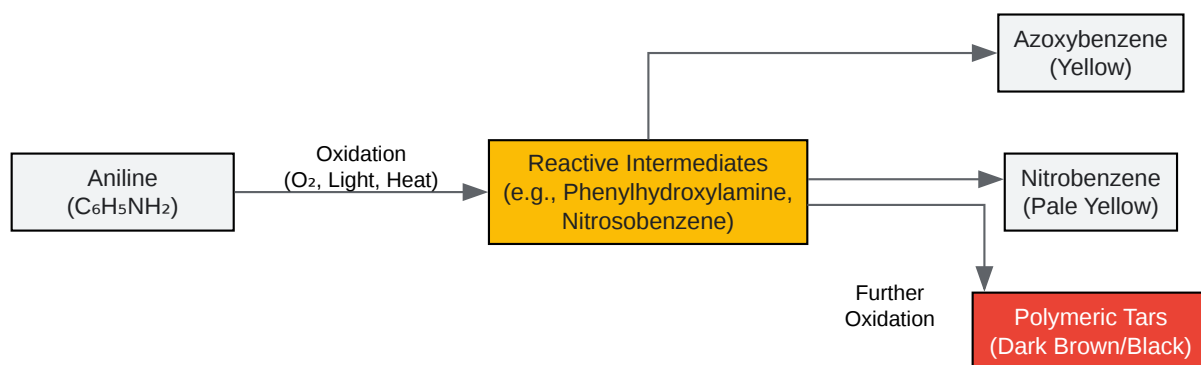 Azoxybenzene
(Yellow)
Oxidation
(O₂, Light, Heat)
Aniline
(C₆H₅NH₂)
Reactive Intermediates
(e.g., Phenylhydroxylamine,
Nitrosobenzene)
Nitrobenzene
(Pale Yellow)
Further
Oxidation
Polymeric Tars
(Dark Brown/Black)